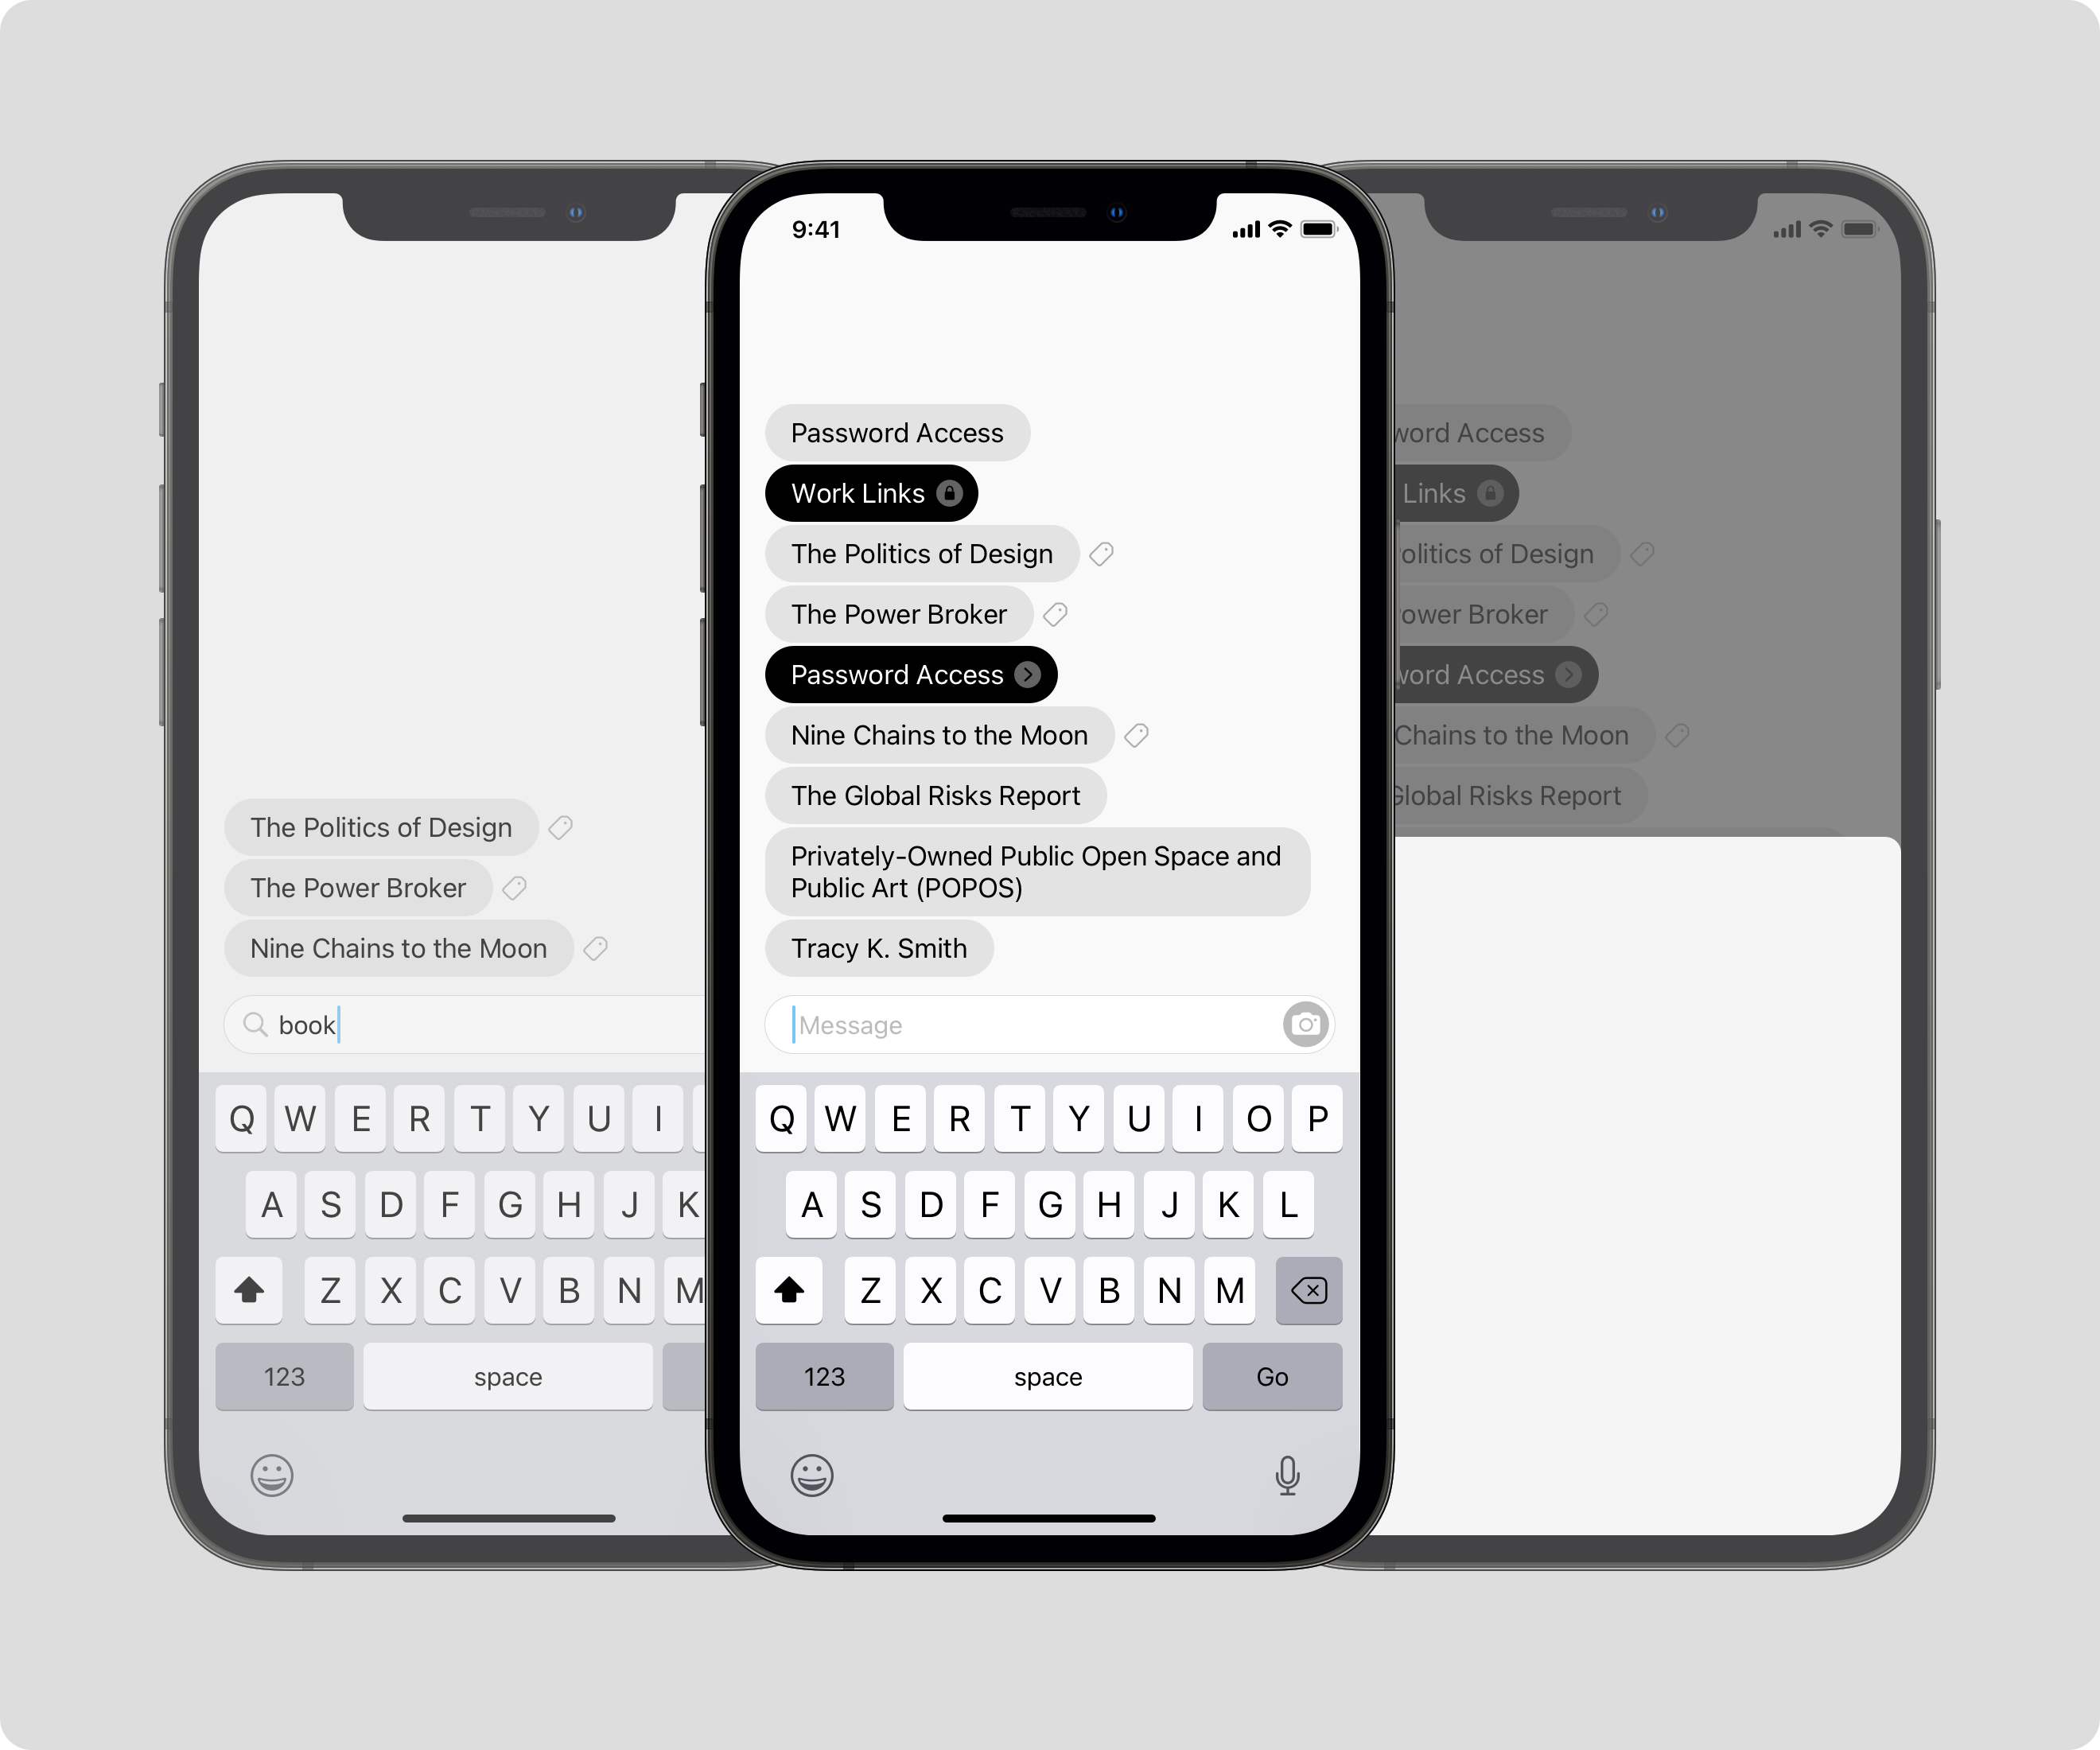 The Politics of Design
The Power Broker
Nine Chains to the Moon
book
Q W E R T Y U I
A S D F G H J K
Z X C V B N M
123 space
9:41
Password Access
Work Links
The Politics of Design
The Power Broker
Password Access
Nine Chains to the Moon
The Global Risks Report
Privately-Owned Public Open Space and
Public Art (POPOS)
Tracy K. Smith
Message
Q W E R T Y U I O P
A S D F G H J K L
Z X C V B N M
123 space Go
word Access
Links
olitics of Design
ower Broker
word Access
Chains to the Moon
Global Risks Report